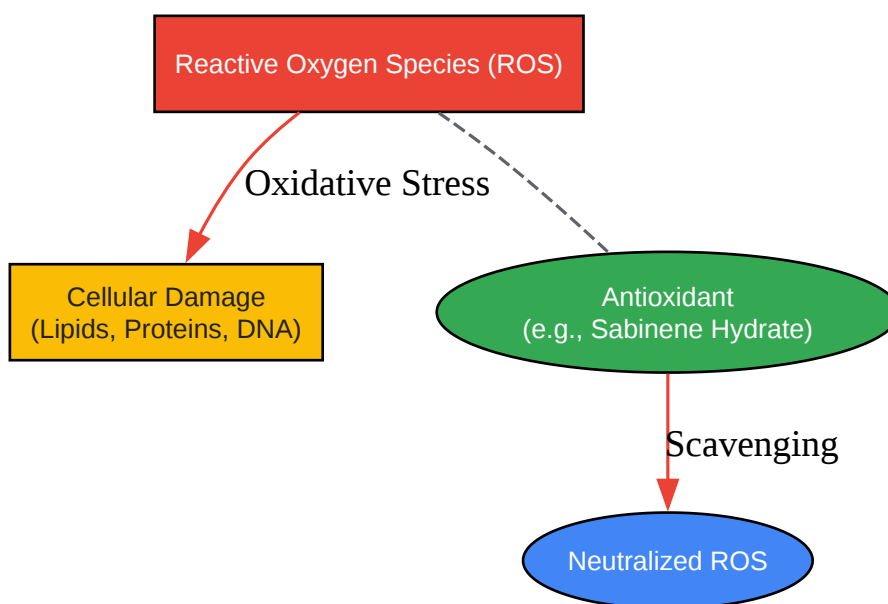 Reactive Oxygen Species (ROS)
Oxidative Stress
Cellular Damage
(Lipids, Proteins, DNA)
Antioxidant
(e.g., Sabinene Hydrate)
Scavenging
Neutralized ROS